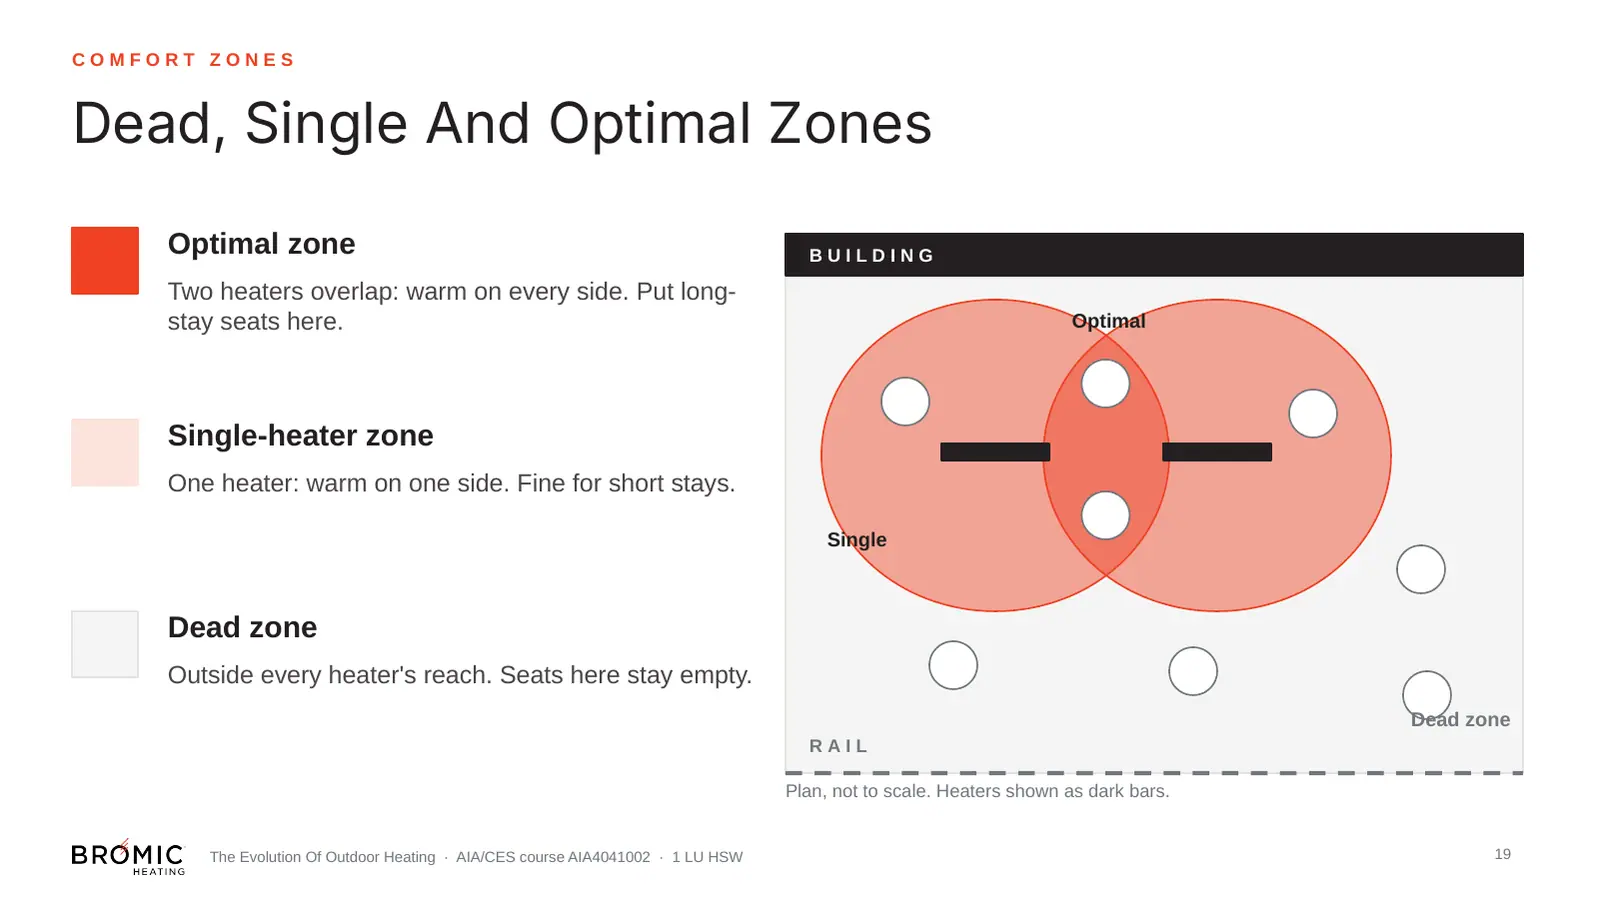 COMFORT ZONES
Dead, Single And Optimal Zones
Optimal zone
Two heaters overlap: warm on every side. Put long-
stay seats here.
Single-heater zone
One heater: warm on one side. Fine for short stays.
Dead zone
Outside every heater's reach. Seats here stay empty.
BUILDING
Optimal
Single
Dead zone
RAIL
Plan, not to scale. Heaters shown as dark bars.
BROMIC
HEATING
The Evolution Of Outdoor Heating · AIA/CES course AIA4041002 · 1 LU HSW
19